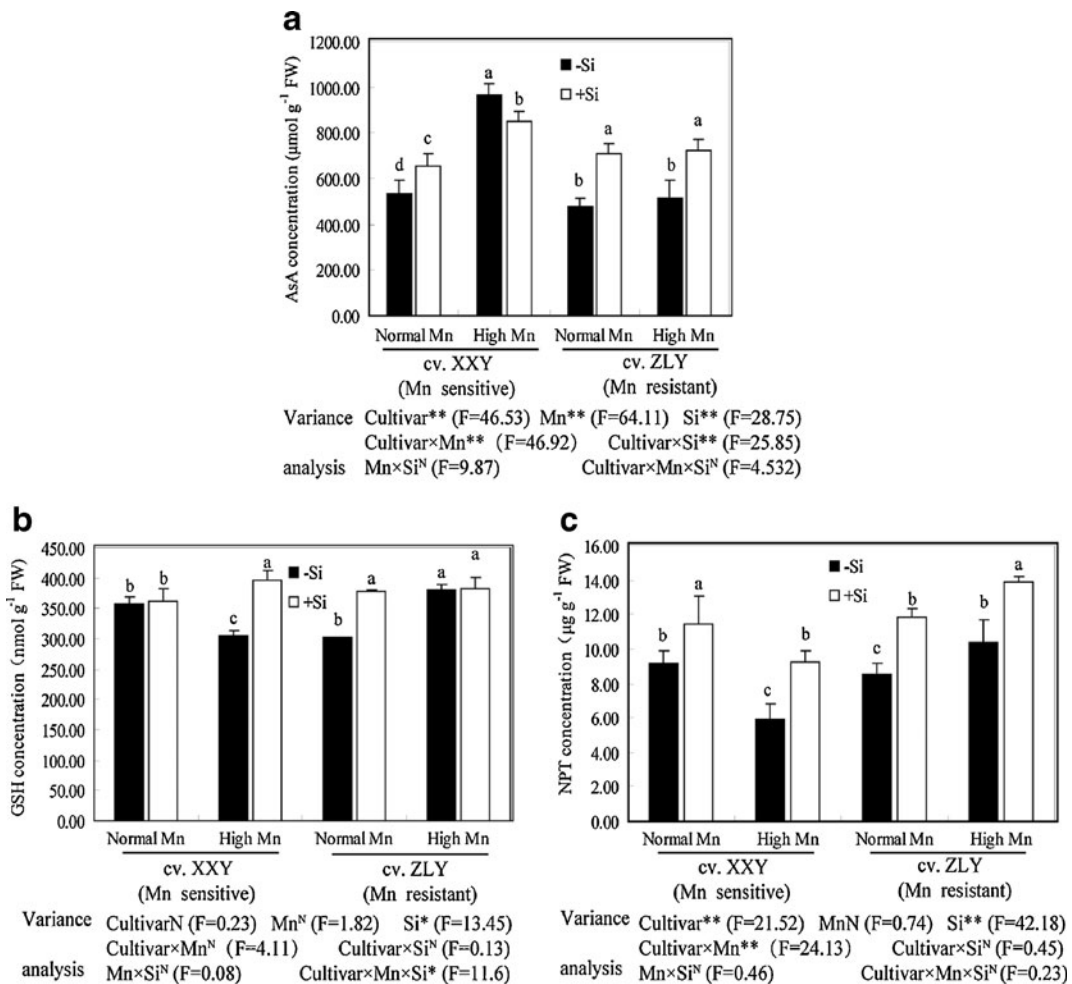 a
1200.00
1000.00
800.00
600.00
400.00
200.00
0.00
AsA concentration (μmol g⁻¹ FW)
-Si
+Si
d c a b b a b a
Normal Mn High Mn Normal Mn High Mn
cv. XXY cv. ZLY
(Mn sensitive) (Mn resistant)
Variance Cultivar** (F=46.53) Mn** (F=64.11) Si** (F=28.75)
Cultivar×Mn** (F=46.92) Cultivar×Si** (F=25.85)
analysis Mn×Siᴺ (F=9.87) Cultivar×Mn×Siᴺ (F=4.532)
b
450.00
400.00
350.00
300.00
250.00
200.00
150.00
100.00
50.00
0.00
GSH concentration (nmol g⁻¹ FW)
-Si
+Si
b b c a b a a a
Normal Mn High Mn Normal Mn High Mn
cv. XXY cv. ZLY
(Mn sensitive) (Mn resistant)
Variance CultivarN (F=0.23) Mnᴺ (F=1.82) Si* (F=13.45)
Cultivar×Mnᴺ (F=4.11) Cultivar×Siᴺ (F=0.13)
analysis Mn×Siᴺ (F=0.08) Cultivar×Mn×Si* (F=11.6)
c
16.00
14.00
12.00
10.00
8.00
6.00
4.00
2.00
0.00
NPT concentration (μg g⁻¹ FW)
-Si
+Si
b a c b c b b a
Normal Mn High Mn Normal Mn High Mn
cv. XXY cv. ZLY
(Mn sensitive) (Mn resistant)
Variance Cultivar** (F=21.52) MnN (F=0.74) Si** (F=42.18)
Cultivar×Mn** (F=24.13) Cultivar×Siᴺ (F=0.45)
analysis Mn×Siᴺ (F=0.46) Cultivar×Mn×Siᴺ (F=0.23)